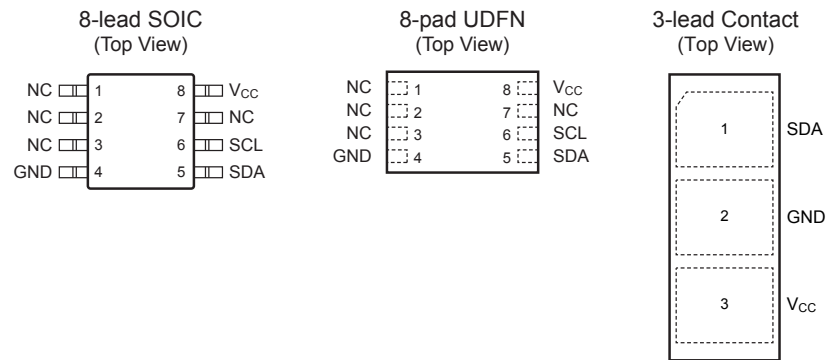 8-lead SOIC
(Top View)
NC 1 8 VCC
NC 2 7 NC
NC 3 6 SCL
GND 4 5 SDA
8-pad UDFN
(Top View)
NC 1 8 VCC
NC 2 7 NC
NC 3 6 SCL
GND 4 5 SDA
3-lead Contact
(Top View)
1 SDA
2 GND
3 VCC